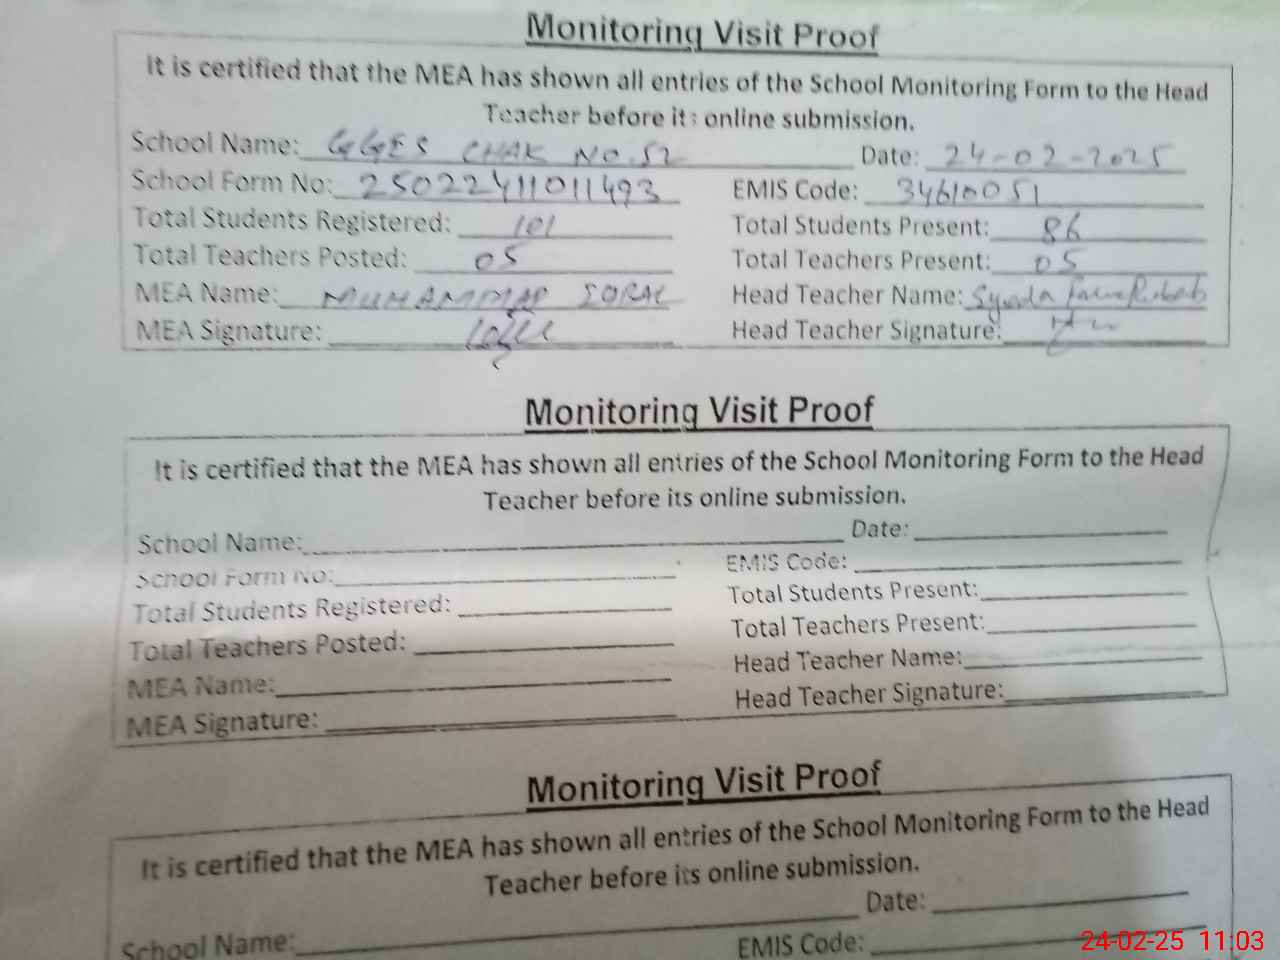 Monitoring Visit Proof
It is certified that the MEA has shown all entries of the School Monitoring Form to the Head
Teacher before its online submission.
School Name: GGES CHAK NO.52 Date: 24-02-2025
School Form No: 25022411011493 EMIS Code: 34610051
Total Students Registered: 101 Total Students Present: 86
Total Teachers Posted: 05 Total Teachers Present: 05
MEA Name: MUHAMMAD IQBAL Head Teacher Name: Syeda Rubab
MEA Signature: Head Teacher Signature:
Monitoring Visit Proof
It is certified that the MEA has shown all entries of the School Monitoring Form to the Head
Teacher before its online submission.
School Name: Date:
School Form No: EMIS Code:
Total Students Registered: Total Students Present:
Total Teachers Posted: Total Teachers Present:
MEA Name: Head Teacher Name:
MEA Signature: Head Teacher Signature:
Monitoring Visit Proof
It is certified that the MEA has shown all entries of the School Monitoring Form to the Head
Teacher before its online submission.
Date:
School Name: EMIS Code:
24-02-25 11:03